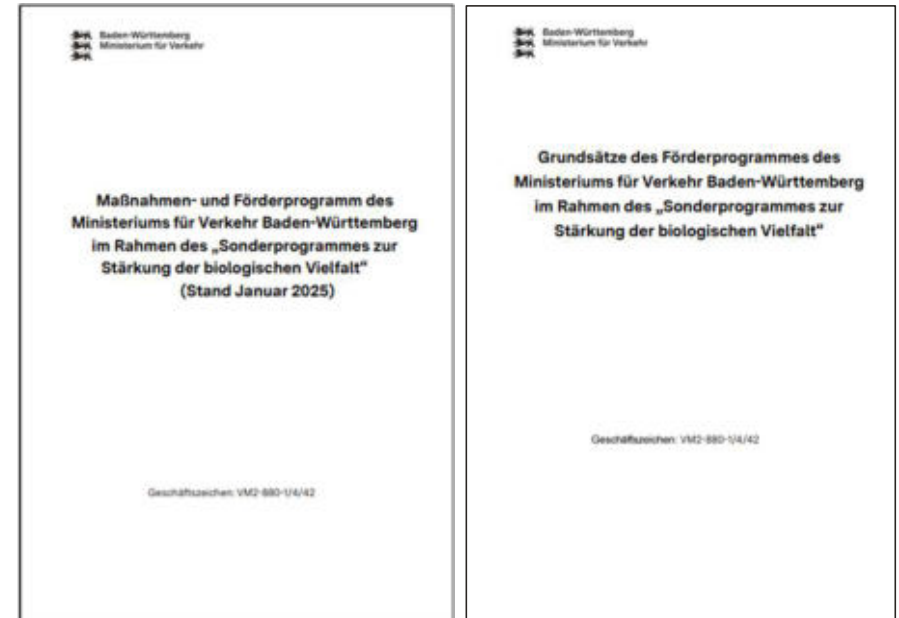 Baden-Württemberg
Ministerium für Verkehr
Maßnahmen- und Förderprogramm des
Ministeriums für Verkehr Baden-Württemberg
im Rahmen des „Sonderprogrammes zur
Stärkung der biologischen Vielfalt“
(Stand Januar 2025)
Geschäftszeichen: VM2-880-1/4/42
Baden-Württemberg
Ministerium für Verkehr
Grundsätze des Förderprogrammes des
Ministeriums für Verkehr Baden-Württemberg
im Rahmen des „Sonderprogrammes zur
Stärkung der biologischen Vielfalt“
Geschäftszeichen: VM2-880-1/4/42